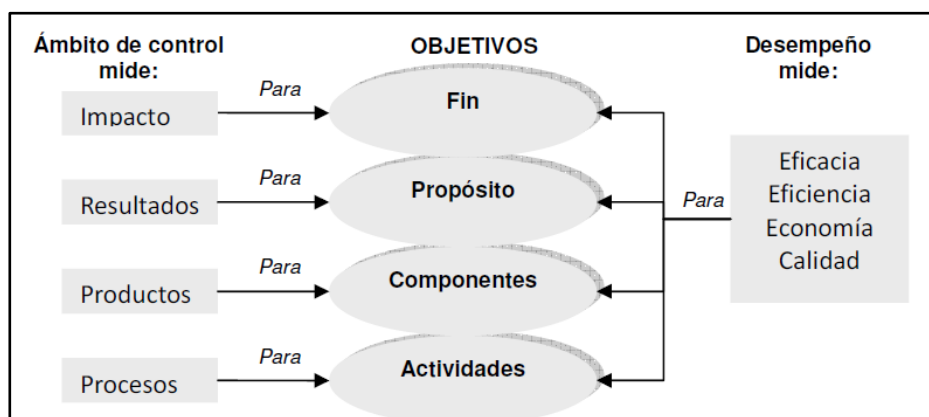 Ámbito de control
mide:
OBJETIVOS
Desempeño
mide:
Impacto
Para
Fin
Resultados
Para
Propósito
Productos
Para
Componentes
Procesos
Para
Actividades
Para
Eficacia
Eficiencia
Economía
Calidad